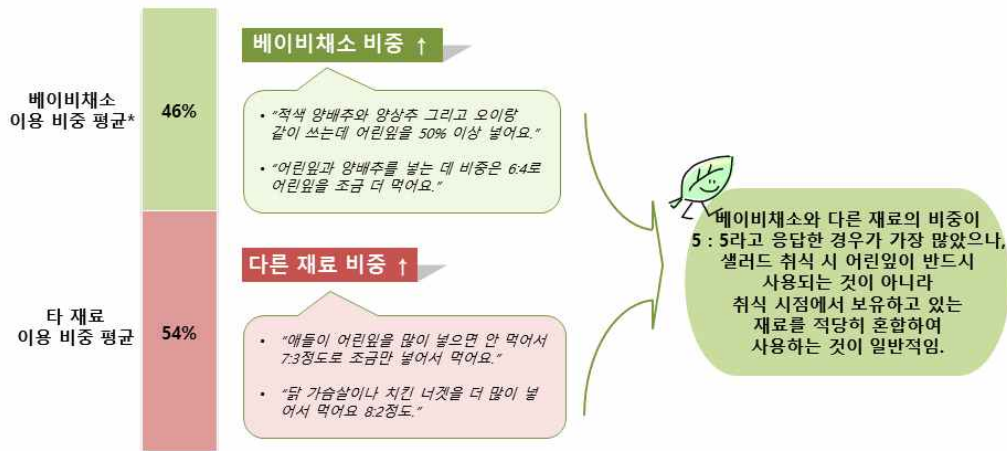 베이비채소
이용 비중 평균*
46%
타 재료
이용 비중 평균
54%
베이비채소 비중 ↑
• "적색 양배추와 양상추 그리고 오이랑
같이 쓰는데 어린잎을 50% 이상 넣어요."
• "어린잎과 양배추를 넣는 데 비중은 6:4로
어린잎을 조금 더 먹어요."
다른 재료 비중 ↑
• "애들이 어린잎을 많이 넣으면 안 먹어서
7:3정도로 조금만 넣어서 먹어요."
• "닭 가슴살이나 치킨 너겟을 더 많이 넣
어서 먹어요 8:2정도."
베이비채소와 다른 재료의 비중이
5 : 5라고 응답한 경우가 가장 많았으나,
샐러드 취식 시 어린잎이 반드시
사용되는 것이 아니라
취식 시점에서 보유하고 있는
재료를 적당히 혼합하여
사용하는 것이 일반적임.